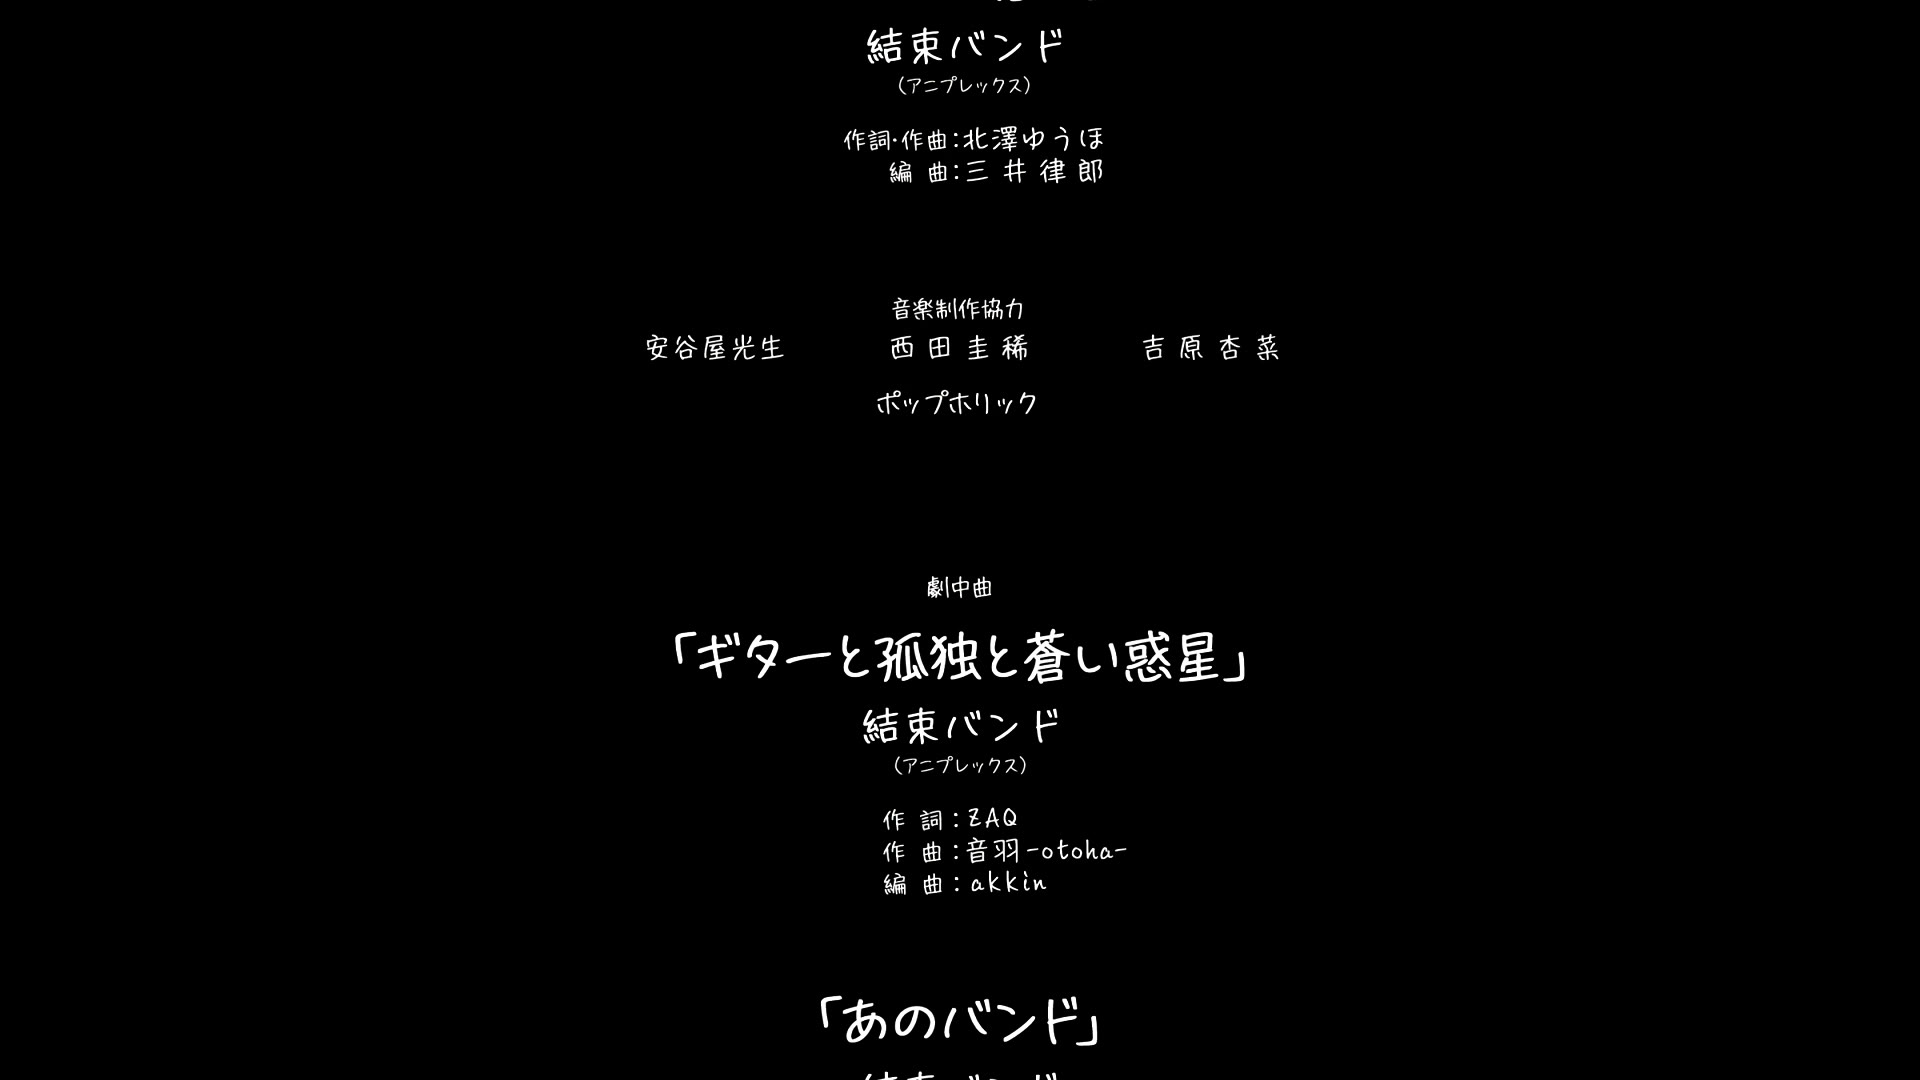 結束バンド
(アニプレックス)
作詞・作曲:北澤ゆうほ
編 曲:三井律郎
音楽制作協力
安谷屋光生 西田圭稀 吉原杏菜
ポップホリック
劇中曲
「ギターと孤独と蒼い惑星」
結束バンド
(アニプレックス)
作 詞:ZAQ
作 曲:音羽-otoha-
編 曲:akkin
「あのバンド」
結束バンド